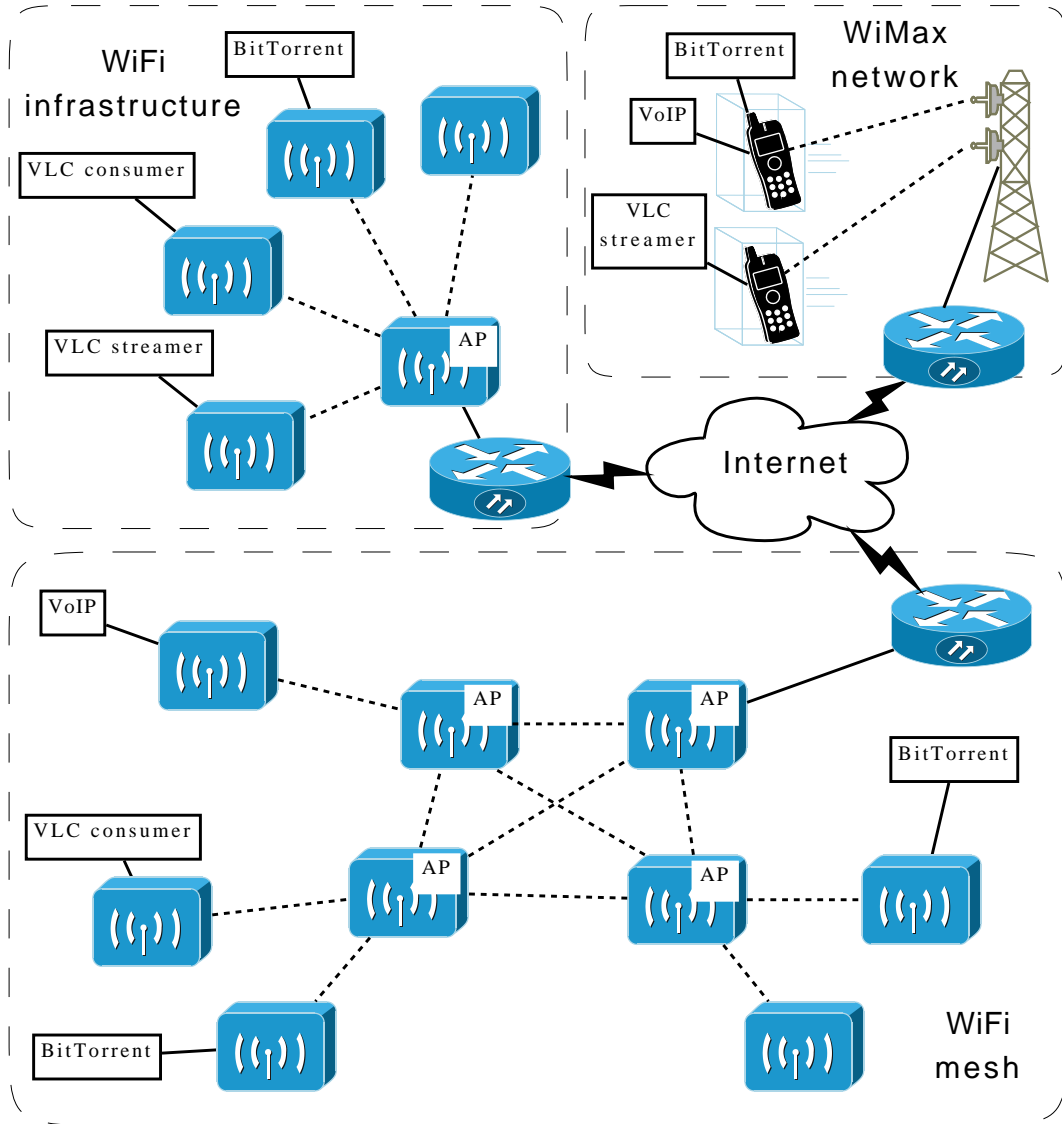 WiFi
infrastructure
BitTorrent
VLC consumer
VLC streamer
AP
WiMax
network
BitTorrent
VoIP
VLC
streamer
Internet
VoIP
AP
AP
BitTorrent
VLC consumer
AP
AP
BitTorrent
WiFi
mesh